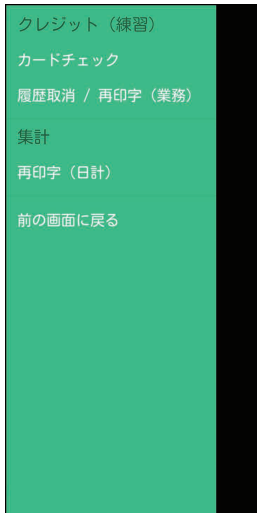 クレジット（練習）
カードチェック
履歴取消 / 再印字（業務）
集計
再印字（日計）
前の画面に戻る